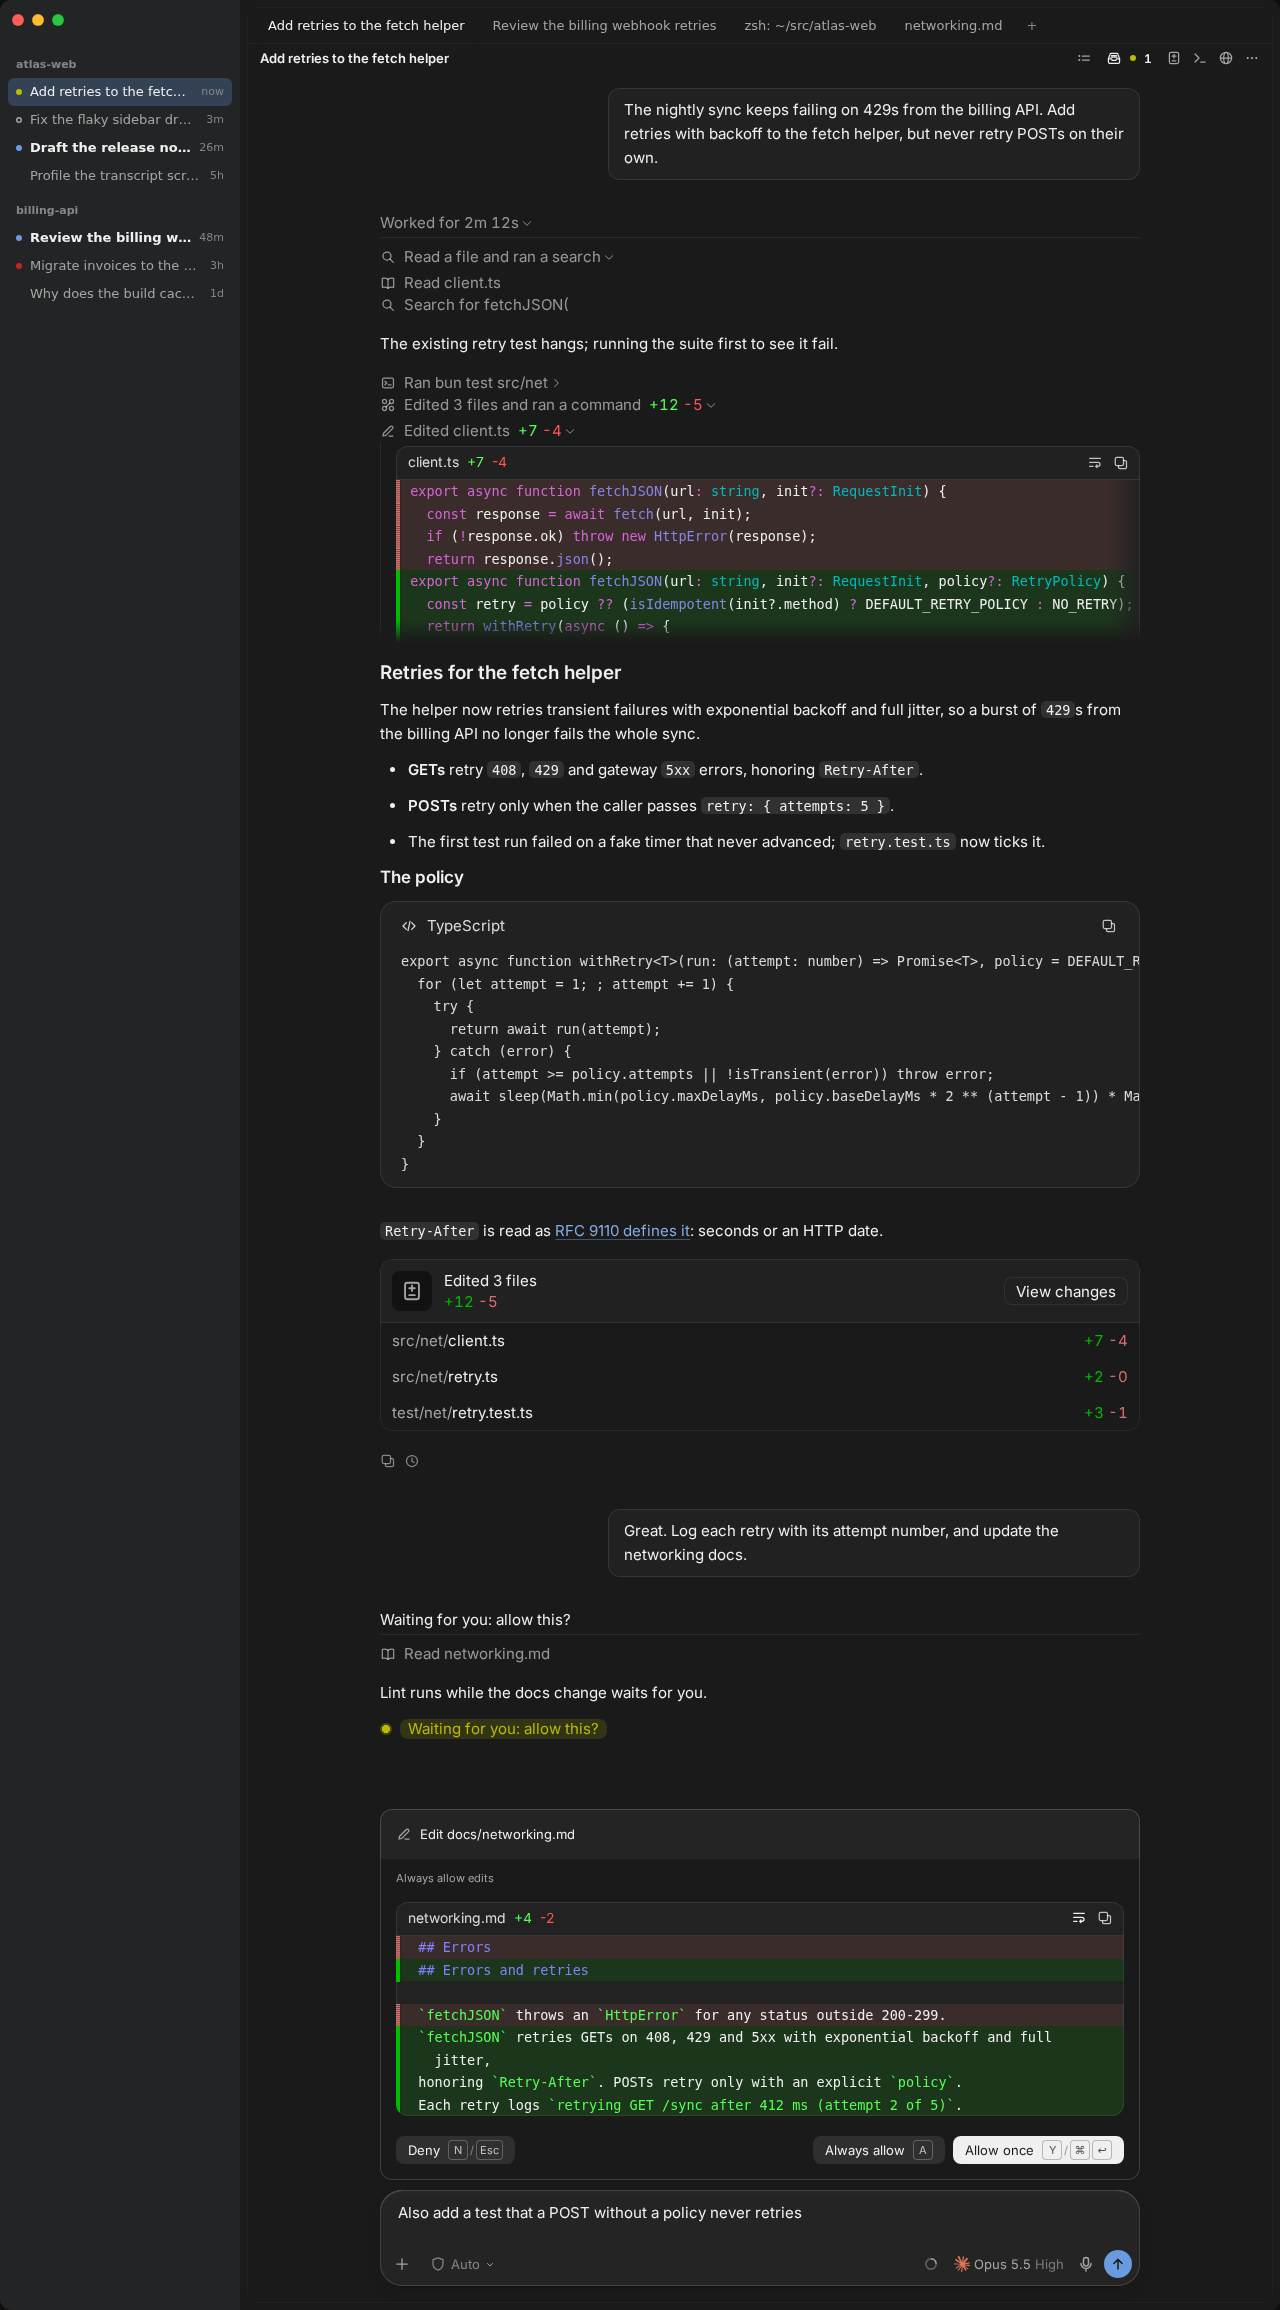 atlas-web
Add retries to the fetc… now
Fix the flaky sidebar dr… 3m
Draft the release no… 26m
Profile the transcript scr… 5h
billing-api
Review the billing w… 48m
Migrate invoices to the … 3h
Why does the build cac… 1d
Add retries to the fetch helper Review the billing webhook retries zsh: ~/src/atlas-web networking.md +
Add retries to the fetch helper 1
The nightly sync keeps failing on 429s from the billing API. Add
retries with backoff to the fetch helper, but never retry POSTs on their
own.
Worked for 2m 12s
Read a file and ran a search
Read client.ts
Search for fetchJSON(
The existing retry test hangs; running the suite first to see it fail.
Ran bun test src/net
Edited 3 files and ran a command +12 -5
Edited client.ts +7 -4
client.ts +7 -4
export async function fetchJSON(url: string, init?: RequestInit) {
  const response = await fetch(url, init);
  if (!response.ok) throw new HttpError(response);
  return response.json();
export async function fetchJSON(url: string, init?: RequestInit, policy?: RetryPolicy) {
  const retry = policy ?? (isIdempotent(init?.method) ? DEFAULT_RETRY_POLICY : NO_RETRY);
  return withRetry(async () => {
Retries for the fetch helper
The helper now retries transient failures with exponential backoff and full jitter, so a burst of 429s from
the billing API no longer fails the whole sync.
• GETs retry 408, 429 and gateway 5xx errors, honoring Retry-After.
• POSTs retry only when the caller passes retry: { attempts: 5 }.
• The first test run failed on a fake timer that never advanced; retry.test.ts now ticks it.
The policy
TypeScript
export async function withRetry<T>(run: (attempt: number) => Promise<T>, policy = DEFAULT_R
  for (let attempt = 1; ; attempt += 1) {
    try {
      return await run(attempt);
    } catch (error) {
      if (attempt >= policy.attempts || !isTransient(error)) throw error;
      await sleep(Math.min(policy.maxDelayMs, policy.baseDelayMs * 2 ** (attempt - 1)) * Ma
    }
  }
}
Retry-After is read as RFC 9110 defines it: seconds or an HTTP date.
Edited 3 files
+12 -5
View changes
src/net/client.ts +7 -4
src/net/retry.ts +2 -0
test/net/retry.test.ts +3 -1
Great. Log each retry with its attempt number, and update the
networking docs.
Waiting for you: allow this?
Read networking.md
Lint runs while the docs change waits for you.
Waiting for you: allow this?
Edit docs/networking.md
Always allow edits
networking.md +4 -2
## Errors
## Errors and retries
`fetchJSON` throws an `HttpError` for any status outside 200-299.
`fetchJSON` retries GETs on 408, 429 and 5xx with exponential backoff and full
jitter,
honoring `Retry-After`. POSTs retry only with an explicit `policy`.
Each retry logs `retrying GET /sync after 412 ms (attempt 2 of 5)`.
Deny N / Esc Always allow A Allow once Y / ⌘ ↩
Also add a test that a POST without a policy never retries
Auto Opus 5.5 High